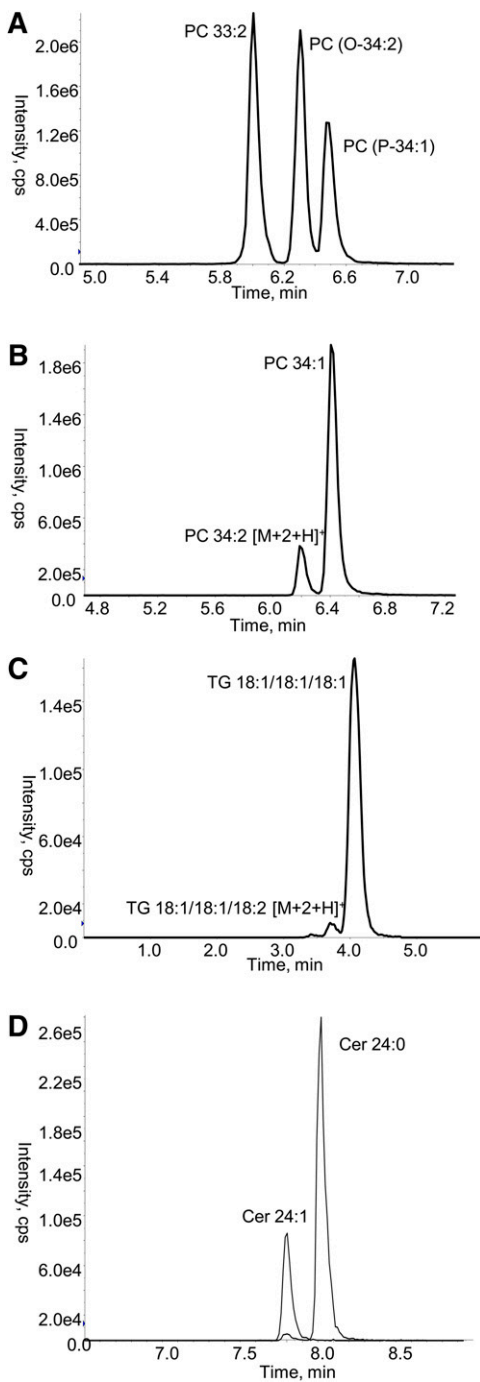 A
PC 33:2
PC (O-34:2)
PC (P-34:1)
Intensity, cps
2.0e6
1.6e6
1.2e6
8.0e5
4.0e5
0.0
5.0 5.4 5.8 6.2 6.6 7.0
Time, min
B
PC 34:1
PC 34:2 [M+2+H]+
Intensity, cps
1.8e6
1.4e6
1.0e6
6.0e5
2.0e5
0.0
4.8 5.2 5.6 6.0 6.4 6.8 7.2
Time, min
C
TG 18:1/18:1/18:1
TG 18:1/18:1/18:2 [M+2+H]+
Intensity, cps
1.4e5
1.0e5
6.0e4
2.0e4
0.0
1.0 2.0 3.0 4.0 5.0
Time, min
D
Cer 24:0
Cer 24:1
Intensity, cps
2.6e5
2.2e5
1.8e5
1.4e5
1.0e5
6.0e4
2.0e4
0.0
7.0 7.5 8.0 8.5
Time, min